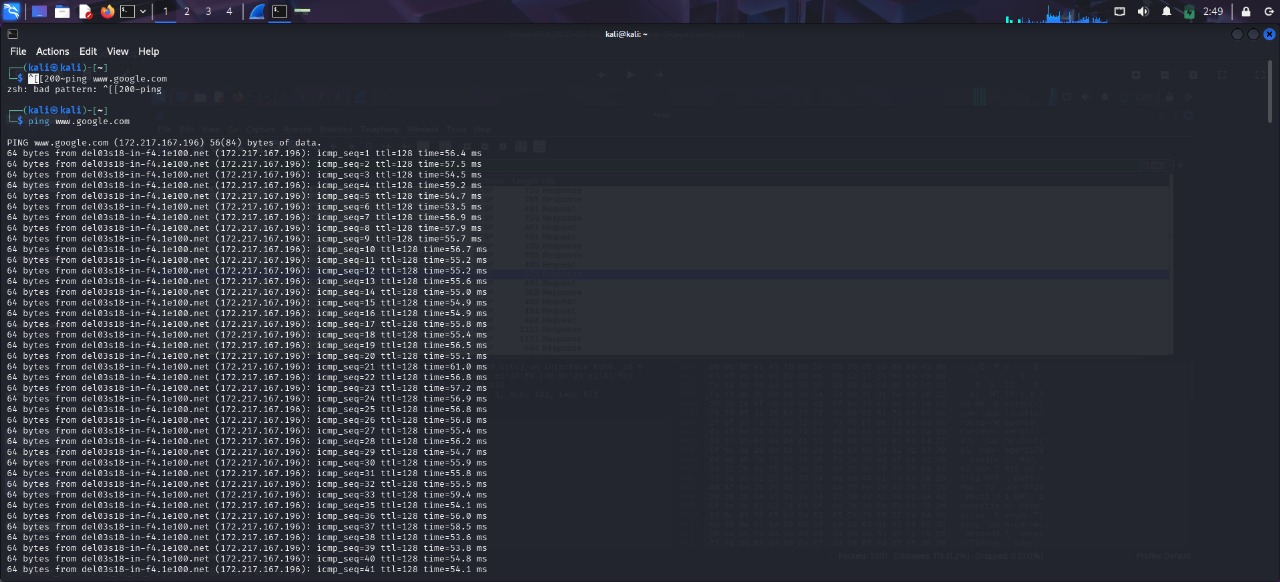 1 2 3 4
2:49
kali@kali: ~
File Actions Edit View Help
┌──(kali㉿kali)-[~]
└─$ ^[[200~ping www.google.com
zsh: bad pattern: ^[[200~ping
┌──(kali㉿kali)-[~]
└─$ ping www.google.com
PING www.google.com (172.217.167.196) 56(84) bytes of data.
64 bytes from del03s18-in-f4.1e100.net (172.217.167.196): icmp_seq=1 ttl=128 time=56.4 ms
64 bytes from del03s18-in-f4.1e100.net (172.217.167.196): icmp_seq=2 ttl=128 time=57.5 ms
64 bytes from del03s18-in-f4.1e100.net (172.217.167.196): icmp_seq=3 ttl=128 time=54.5 ms
64 bytes from del03s18-in-f4.1e100.net (172.217.167.196): icmp_seq=4 ttl=128 time=59.2 ms
64 bytes from del03s18-in-f4.1e100.net (172.217.167.196): icmp_seq=5 ttl=128 time=54.7 ms
64 bytes from del03s18-in-f4.1e100.net (172.217.167.196): icmp_seq=6 ttl=128 time=53.5 ms
64 bytes from del03s18-in-f4.1e100.net (172.217.167.196): icmp_seq=7 ttl=128 time=56.9 ms
64 bytes from del03s18-in-f4.1e100.net (172.217.167.196): icmp_seq=8 ttl=128 time=57.9 ms
64 bytes from del03s18-in-f4.1e100.net (172.217.167.196): icmp_seq=9 ttl=128 time=55.7 ms
64 bytes from del03s18-in-f4.1e100.net (172.217.167.196): icmp_seq=10 ttl=128 time=56.7 ms
64 bytes from del03s18-in-f4.1e100.net (172.217.167.196): icmp_seq=11 ttl=128 time=55.2 ms
64 bytes from del03s18-in-f4.1e100.net (172.217.167.196): icmp_seq=12 ttl=128 time=55.2 ms
64 bytes from del03s18-in-f4.1e100.net (172.217.167.196): icmp_seq=13 ttl=128 time=55.6 ms
64 bytes from del03s18-in-f4.1e100.net (172.217.167.196): icmp_seq=14 ttl=128 time=55.0 ms
64 bytes from del03s18-in-f4.1e100.net (172.217.167.196): icmp_seq=15 ttl=128 time=54.9 ms
64 bytes from del03s18-in-f4.1e100.net (172.217.167.196): icmp_seq=16 ttl=128 time=54.9 ms
64 bytes from del03s18-in-f4.1e100.net (172.217.167.196): icmp_seq=17 ttl=128 time=55.8 ms
64 bytes from del03s18-in-f4.1e100.net (172.217.167.196): icmp_seq=18 ttl=128 time=55.4 ms
64 bytes from del03s18-in-f4.1e100.net (172.217.167.196): icmp_seq=19 ttl=128 time=56.5 ms
64 bytes from del03s18-in-f4.1e100.net (172.217.167.196): icmp_seq=20 ttl=128 time=55.1 ms
64 bytes from del03s18-in-f4.1e100.net (172.217.167.196): icmp_seq=21 ttl=128 time=61.0 ms
64 bytes from del03s18-in-f4.1e100.net (172.217.167.196): icmp_seq=22 ttl=128 time=56.8 ms
64 bytes from del03s18-in-f4.1e100.net (172.217.167.196): icmp_seq=23 ttl=128 time=57.2 ms
64 bytes from del03s18-in-f4.1e100.net (172.217.167.196): icmp_seq=24 ttl=128 time=56.9 ms
64 bytes from del03s18-in-f4.1e100.net (172.217.167.196): icmp_seq=25 ttl=128 time=56.8 ms
64 bytes from del03s18-in-f4.1e100.net (172.217.167.196): icmp_seq=26 ttl=128 time=56.8 ms
64 bytes from del03s18-in-f4.1e100.net (172.217.167.196): icmp_seq=27 ttl=128 time=55.4 ms
64 bytes from del03s18-in-f4.1e100.net (172.217.167.196): icmp_seq=28 ttl=128 time=56.2 ms
64 bytes from del03s18-in-f4.1e100.net (172.217.167.196): icmp_seq=29 ttl=128 time=54.7 ms
64 bytes from del03s18-in-f4.1e100.net (172.217.167.196): icmp_seq=30 ttl=128 time=55.9 ms
64 bytes from del03s18-in-f4.1e100.net (172.217.167.196): icmp_seq=31 ttl=128 time=55.8 ms
64 bytes from del03s18-in-f4.1e100.net (172.217.167.196): icmp_seq=32 ttl=128 time=55.5 ms
64 bytes from del03s18-in-f4.1e100.net (172.217.167.196): icmp_seq=33 ttl=128 time=59.4 ms
64 bytes from del03s18-in-f4.1e100.net (172.217.167.196): icmp_seq=35 ttl=128 time=54.1 ms
64 bytes from del03s18-in-f4.1e100.net (172.217.167.196): icmp_seq=36 ttl=128 time=56.0 ms
64 bytes from del03s18-in-f4.1e100.net (172.217.167.196): icmp_seq=37 ttl=128 time=58.5 ms
64 bytes from del03s18-in-f4.1e100.net (172.217.167.196): icmp_seq=38 ttl=128 time=53.6 ms
64 bytes from del03s18-in-f4.1e100.net (172.217.167.196): icmp_seq=39 ttl=128 time=53.8 ms
64 bytes from del03s18-in-f4.1e100.net (172.217.167.196): icmp_seq=40 ttl=128 time=54.8 ms
64 bytes from del03s18-in-f4.1e100.net (172.217.167.196): icmp_seq=41 ttl=128 time=54.1 ms